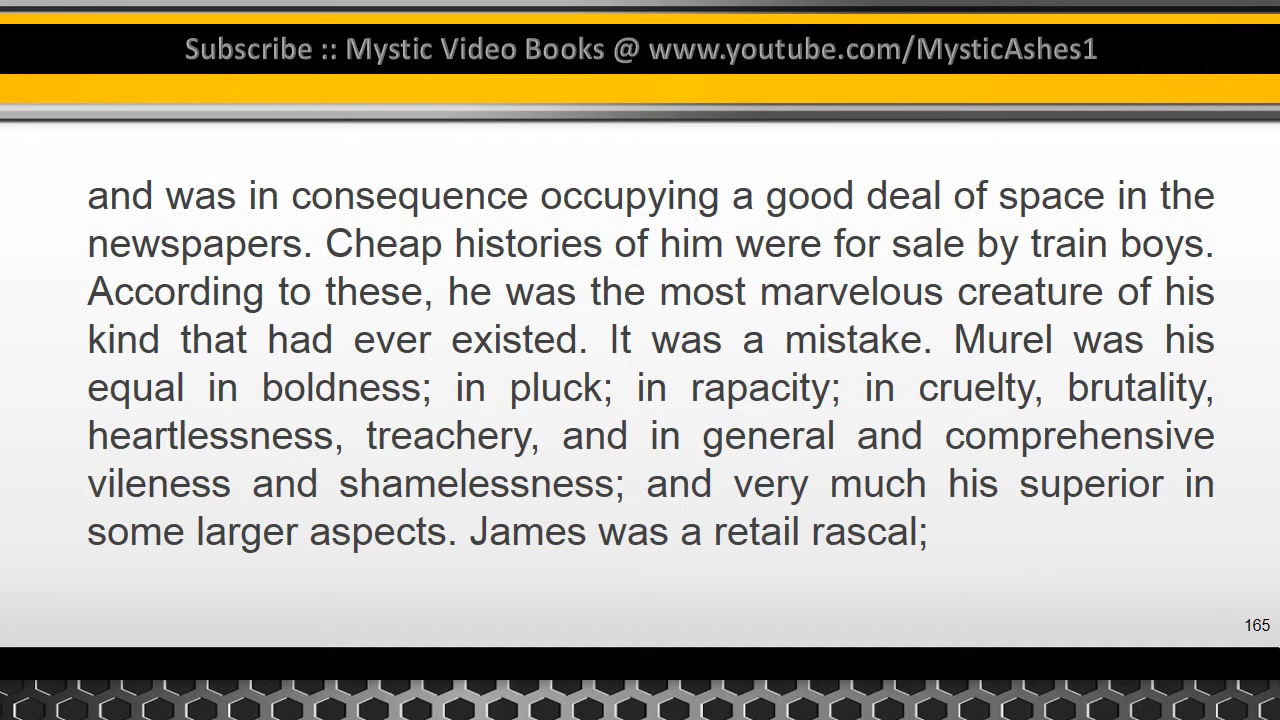 Subscribe :: Mystic Video Books @ www.youtube.com/MysticAshes1
and was in consequence occupying a good deal of space in the
newspapers. Cheap histories of him were for sale by train boys.
According to these, he was the most marvelous creature of his
kind that had ever existed. It was a mistake. Murel was his
equal in boldness; in pluck; in rapacity; in cruelty, brutality,
heartlessness, treachery, and in general and comprehensive
vileness and shamelessness; and very much his superior in
some larger aspects. James was a retail rascal;
165